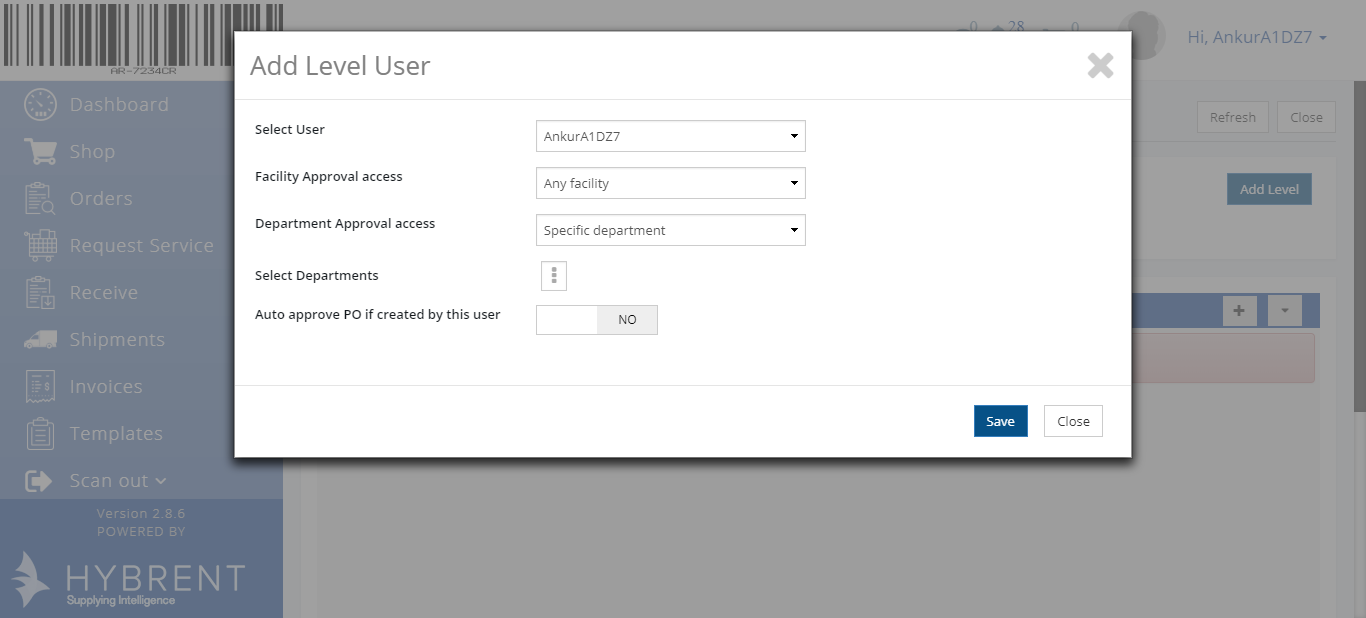 AR-7234CR
28
0
Hi, AnkurA1DZ7
Dashboard
Shop
Orders
Request Service
Receive
Shipments
Invoices
Templates
Scan out
Version 2.8.6
POWERED BY
HYBRENT
Supplying Intelligence
Refresh
Close
Add Level
Add Level User
Select User
AnkurA1DZ7
Facility Approval access
Any facility
Department Approval access
Specific department
Select Departments
Auto approve PO if created by this user
NO
Save
Close